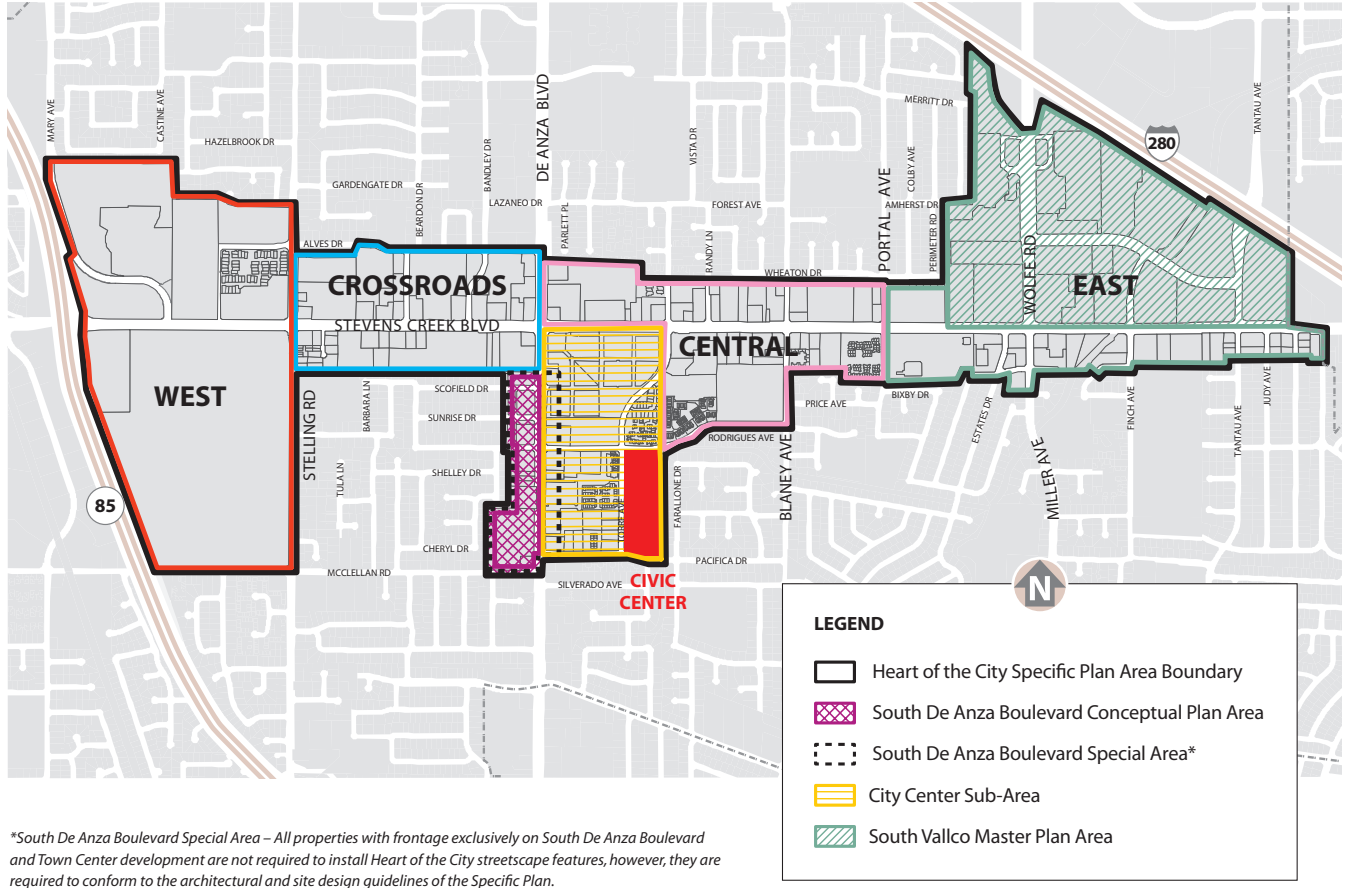 MARY AVE
CASTINE AVE
HAZELBROOK DR
GARDENGATE DR
BEARDON DR
BANDLEY DR
LAZANEO DR
DE ANZA BLVD
PARLETT PL
VISTA DR
FOREST AVE
RANDY LN
WHEATON DR
PORTAL AVE
COLBY AVE
MERRITT DR
AMHERST DR
PERIMETER RD
WOLFE RD
280
TANTAU AVE
ALVES DR
CROSSROADS
STEVENS CREEK BLVD
CENTRAL
EAST
WEST
STELLING RD
BARBARA LN
SCOFIELD DR
SUNRISE DR
TULA LN
SHELLEY DR
CHERYL DR
MCCLELLAN RD
85
TORRE AVE
RODRIGUES AVE
FARALLONE DR
BLANEY AVE
PRICE AVE
BIXBY DR
ESTATES DR
MILLER AVE
FINCH AVE
TANTAU AVE
JUDY AVE
PACIFICA DR
SILVERADO AVE
CIVIC
CENTER
N
LEGEND
Heart of the City Specific Plan Area Boundary
South De Anza Boulevard Conceptual Plan Area
South De Anza Boulevard Special Area*
City Center Sub-Area
South Vallco Master Plan Area
*South De Anza Boulevard Special Area – All properties with frontage exclusively on South De Anza Boulevard
and Town Center development are not required to install Heart of the City streetscape features, however, they are
required to conform to the architectural and site design guidelines of the Specific Plan.